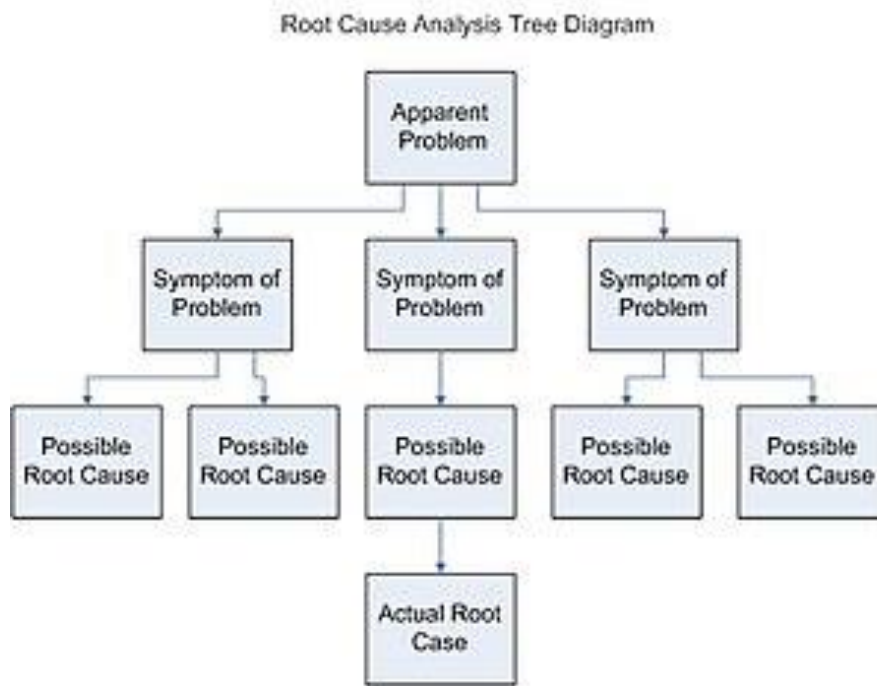 Root Cause Analysis Tree Diagram
Apparent
Problem
Symptom of
Problem
Symptom of
Problem
Symptom of
Problem
Possible
Root Cause
Possible
Root Cause
Possible
Root Cause
Possible
Root Cause
Possible
Root Cause
Actual Root
Case